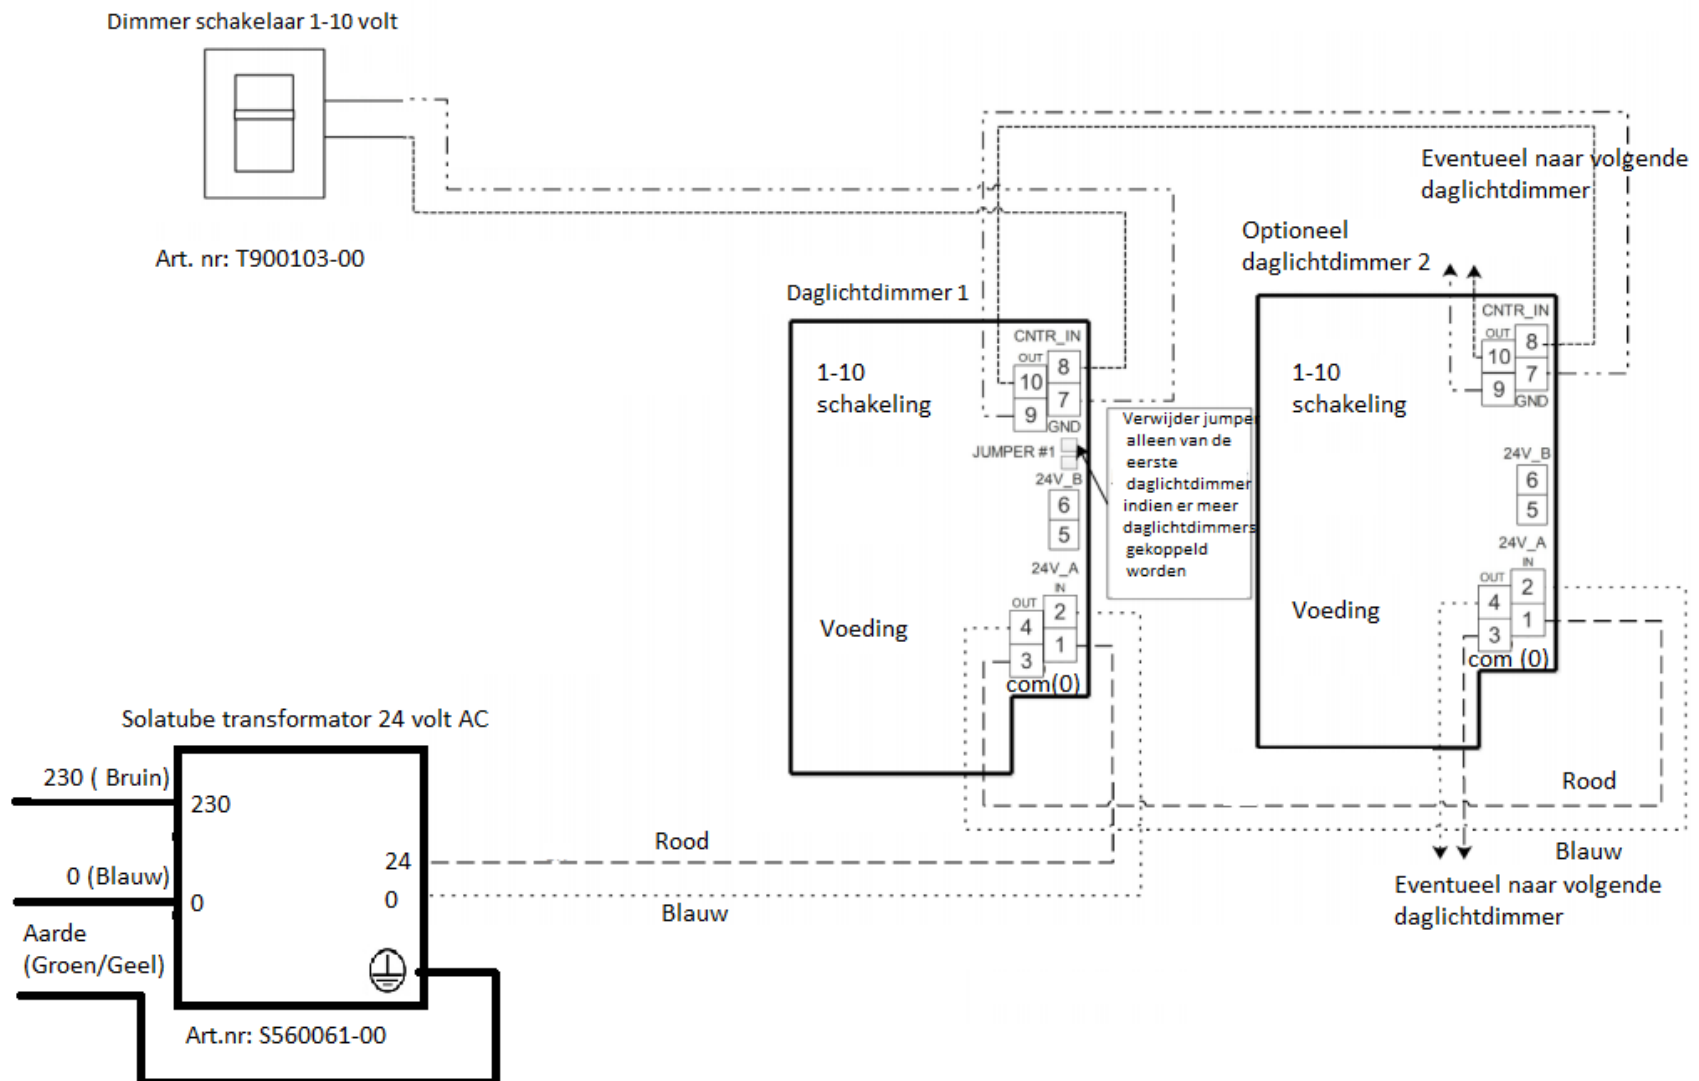 Dimmer schakelaar 1-10 volt
Art. nr: T900103-00
Eventueel naar volgende
daglichtdimmer
Optioneel
daglichtdimmer 2
Daglichtdimmer 1
CNTR_IN
OUT
8
10
7
9
GND
1-10
schakeling
JUMPER #1
24V_B
6
5
24V_A
IN
OUT
2
4
1
3
com(0)
Voeding
Verwijder jumper
alleen van de
eerste
daglichtdimmer
indien er meer
daglichtdimmers
gekoppeld
worden
CNTR_IN
OUT
8
10
7
9
GND
1-10
schakeling
24V_B
6
5
24V_A
IN
OUT
2
4
1
3
com (0)
Voeding
Solatube transformator 24 volt AC
230 ( Bruin)
230
0 (Blauw)
0
Aarde
(Groen/Geel)
24
0
Art.nr: S560061-00
Rood
Blauw
Rood
Blauw
Eventueel naar volgende
daglichtdimmer